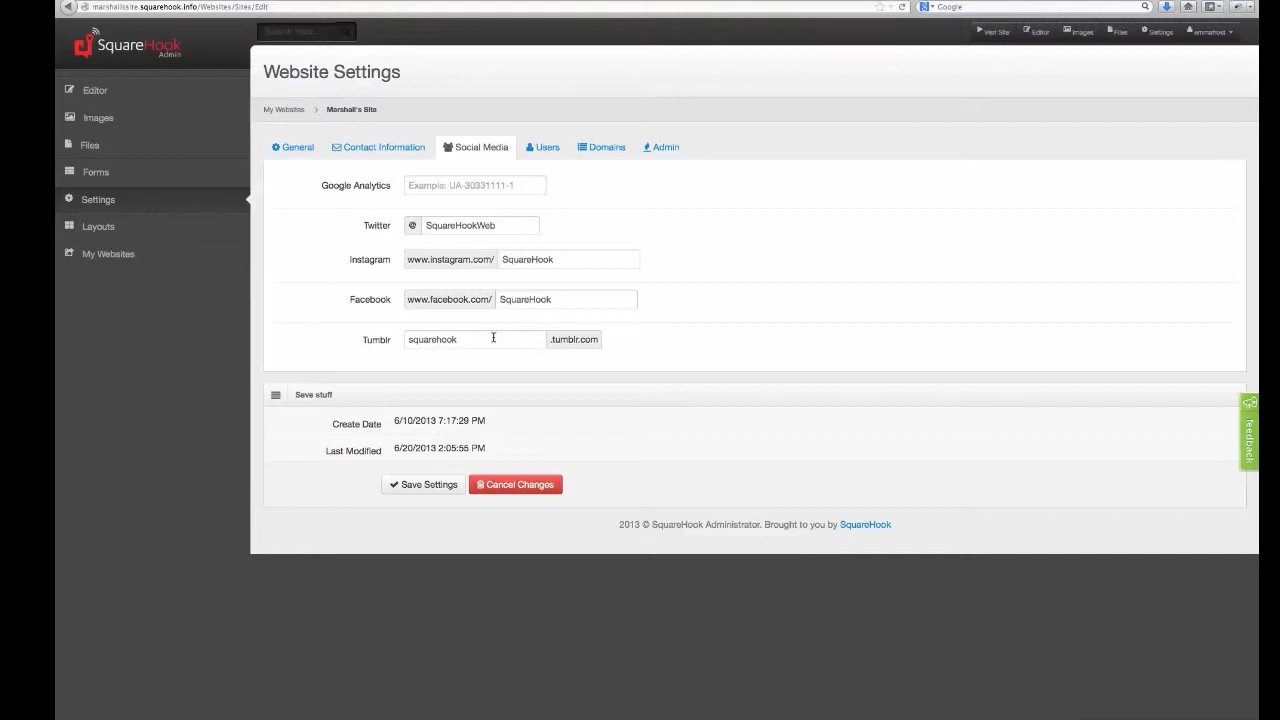 marshallssite.squarehook.info/Websites/Sites/Edit
Google
SquareHook
Admin
Search here...
Visit Site
Editor
Images
Files
Settings
emmatrost
Editor
Images
Files
Forms
Settings
Layouts
My Websites
Website Settings
My Websites > Marshall's Site
General
Contact Information
Social Media
Users
Domains
Admin
Google Analytics Example: UA-30331111-1
Twitter @ SquareHookWeb
Instagram www.instagram.com/ SquareHook
Facebook www.facebook.com/ SquareHook
Tumblr squarehook .tumblr.com
Save stuff
Create Date 6/10/2013 7:17:29 PM
Last Modified 6/20/2013 2:05:55 PM
Save Settings
Cancel Changes
2013 © SquareHook Administrator. Brought to you by SquareHook
feedback